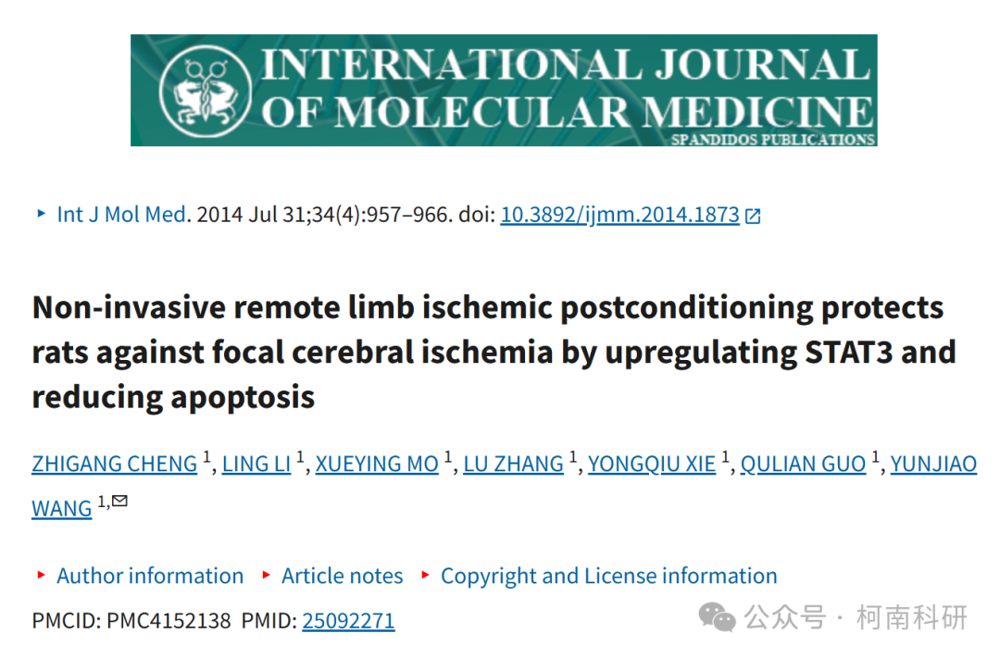 INTERNATIONAL JOURNAL
OF MOLECULAR MEDICINE
SPANDIDOS PUBLICATIONS
Int J Mol Med. 2014 Jul 31;34(4):957–966. doi: 10.3892/ijmm.2014.1873
Non-invasive remote limb ischemic postconditioning protects
rats against focal cerebral ischemia by upregulating STAT3 and
reducing apoptosis
ZHIGANG CHENG 1, LING LI 1, XUEYING MO 1, LU ZHANG 1, YONGQIU XIE 1, QULIAN GUO 1, YUNJIAO
WANG 1,
Author information Article notes Copyright and License information
PMCID: PMC4152138 PMID: 25092271
公众号 · 柯南科研